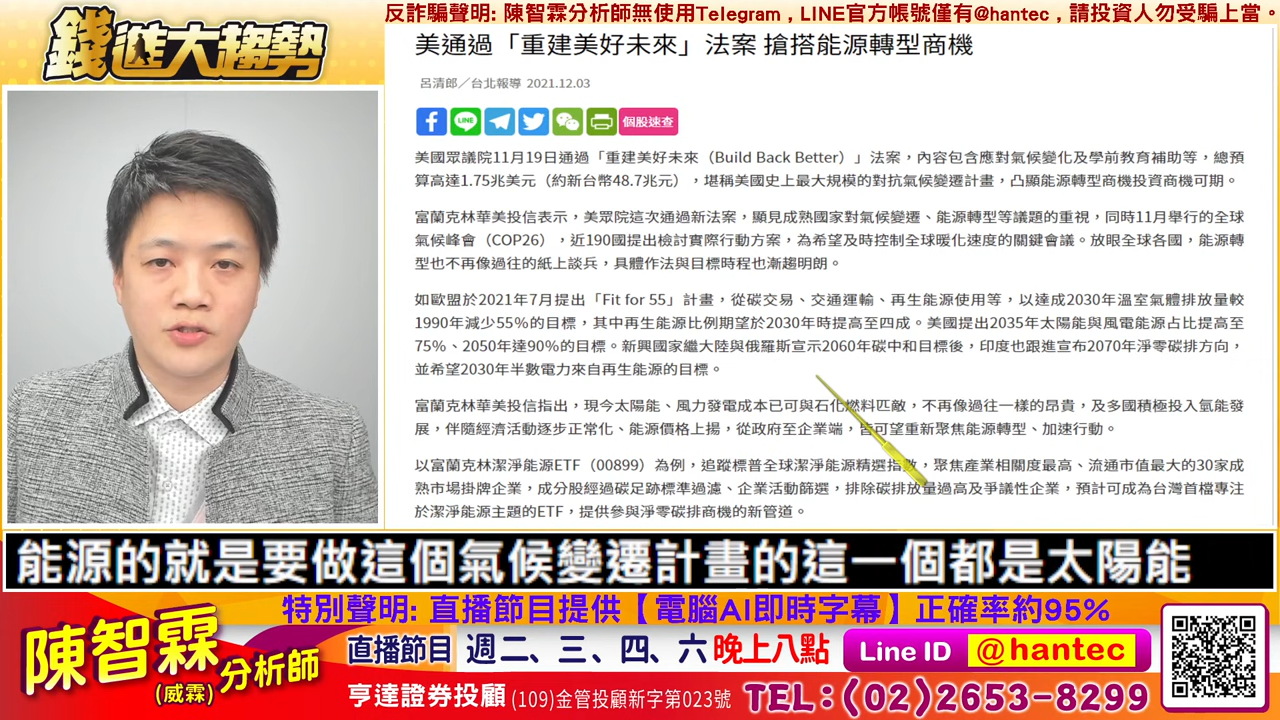 反詐騙聲明: 陳智霖分析師無使用Telegram , LINE官方帳號僅有@hantec , 請投資人勿受騙上當。
錢進大趨勢
美通過「重建美好未來」法案 搶搭能源轉型商機
呂清郎／台北報導 2021.12.03
LINE
個股速查
美國眾議院11月19日通過「重建美好未來（Build Back Better）」法案，內容包含應對氣候變化及學前教育補助等，總預
算高達1.75兆美元（約新台幣48.7兆元），堪稱美國史上最大規模的對抗氣候變遷計畫，凸顯能源轉型商機投資商機可期。
富蘭克林華美投信表示，美眾院這次通過新法案，顯見成熟國家對氣候變遷、能源轉型等議題的重視，同時11月舉行的全球
氣候峰會（COP26），近190國提出檢討實際行動方案，為希望及時控制全球暖化速度的關鍵會議。放眼全球各國，能源轉
型也不再像過往的紙上談兵，具體作法與目標時程也漸趨明朗。
如歐盟於2021年7月提出「Fit for 55」計畫，從碳交易、交通運輸、再生能源使用等，以達成2030年溫室氣體排放量較
1990年減少55%的目標，其中再生能源比例期望於2030年時提高至四成。美國提出2035年太陽能與風電能源占比提高至
75%、2050年達90%的目標。新興國家繼大陸與俄羅斯宣示2060年碳中和目標後，印度也跟進宣布2070年淨零碳排方向，
並希望2030年半數電力來自再生能源的目標。
富蘭克林華美投信指出，現今太陽能、風力發電成本已可與石化燃料匹敵，不再像過往一樣的昂貴，及多國積極投入氫能發
展，伴隨經濟活動逐步正常化、能源價格上揚，從政府至企業端，皆可望重新聚焦能源轉型、加速行動。
以富蘭克林潔淨能源ETF（00899）為例，追蹤標普全球潔淨能源精選指數，聚焦產業相關度最高、流通市值最大的30家成
熟市場掛牌企業，成分股經過碳足跡標準過濾、企業活動篩選，排除碳排放量過高及爭議性企業，預計可成為台灣首檔專注
於潔淨能源主題的ETF，提供參與淨零碳排商機的新管道。
能源的就是要做這個氣候變遷計畫的這一個都是太陽能
特別聲明: 直播節目提供【電腦AI即時字幕】正確率約95%
陳智霖
(威霖)
分析師
直播節目 週二、三、四、六 晚上八點
Line ID @hantec
亨達證券投顧 (109)金管投顧新字第023號 TEL:(02)2653-8299